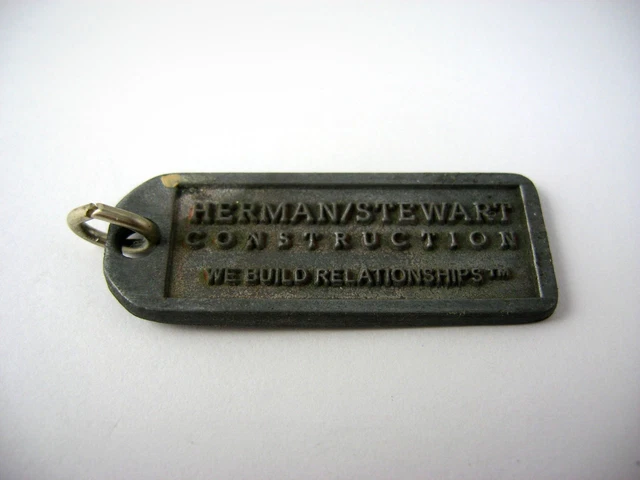 HERMAN/STEWART
CONSTRUCTION
WE BUILD RELATIONSHIPS™